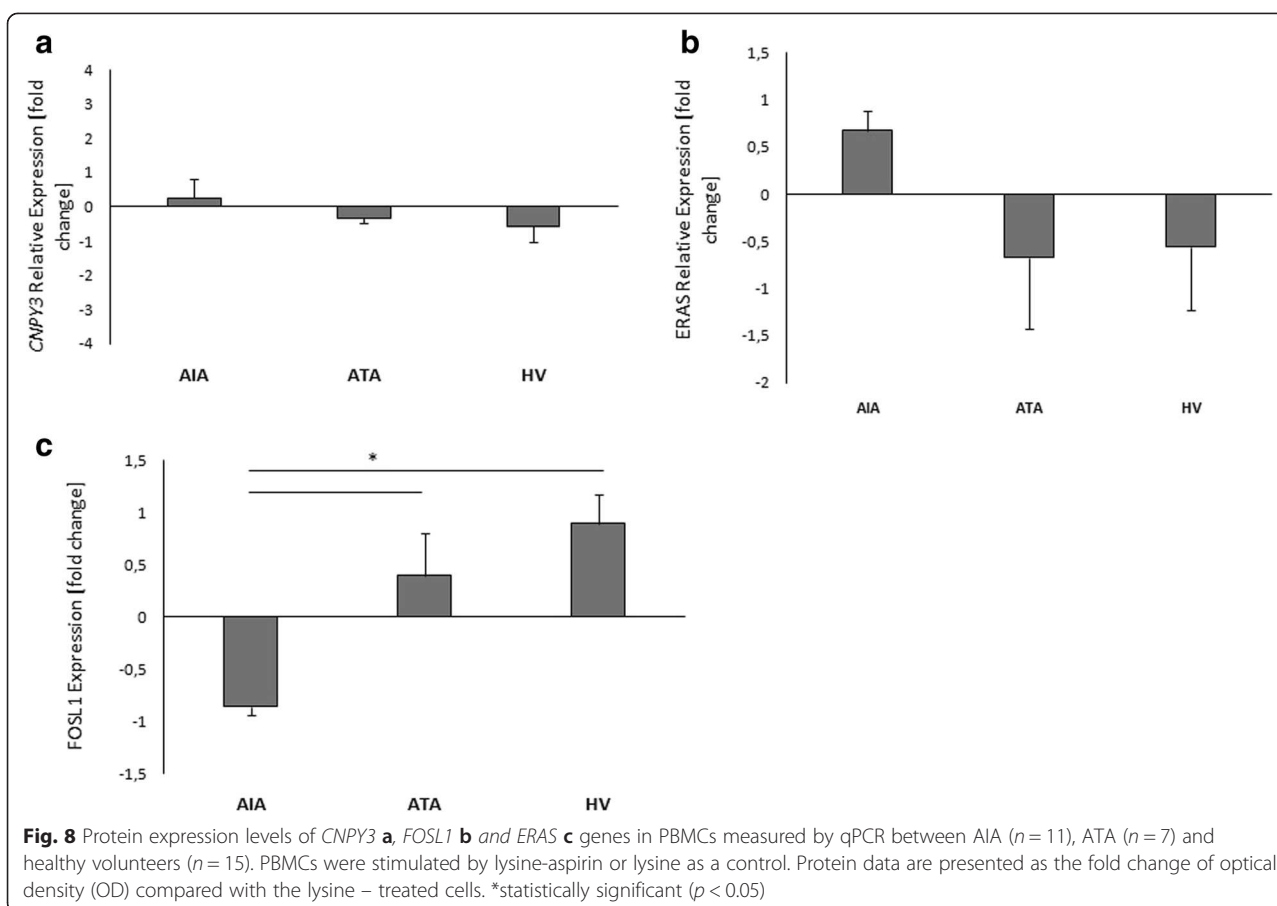 a
CNPY3 Relative Expression [fold
change]
4
3
2
1
0
-1
-2
-3
-4
AIA ATA HV
b
ERAS Relative Expression [fold
change]
1,5
1
0,5
0
-0,5
-1
-1,5
-2
AIA ATA HV
c
FOSL1 Expression [fold change]
1,5
1
0,5
0
-0,5
-1
-1,5
*
AIA ATA HV
Fig. 8 Protein expression levels of CNPY3 a, FOSL1 b and ERAS c genes in PBMCs measured by qPCR between AIA (n = 11), ATA (n = 7) and
healthy volunteers (n = 15). PBMCs were stimulated by lysine-aspirin or lysine as a control. Protein data are presented as the fold change of optical
density (OD) compared with the lysine – treated cells. *statistically significant (p < 0.05)